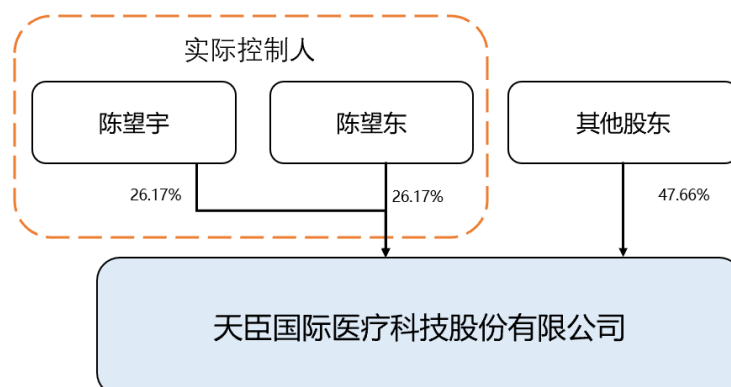 实际控制人
陈望宇
陈望东
其他股东
26.17%
26.17%
47.66%
天臣国际医疗科技股份有限公司